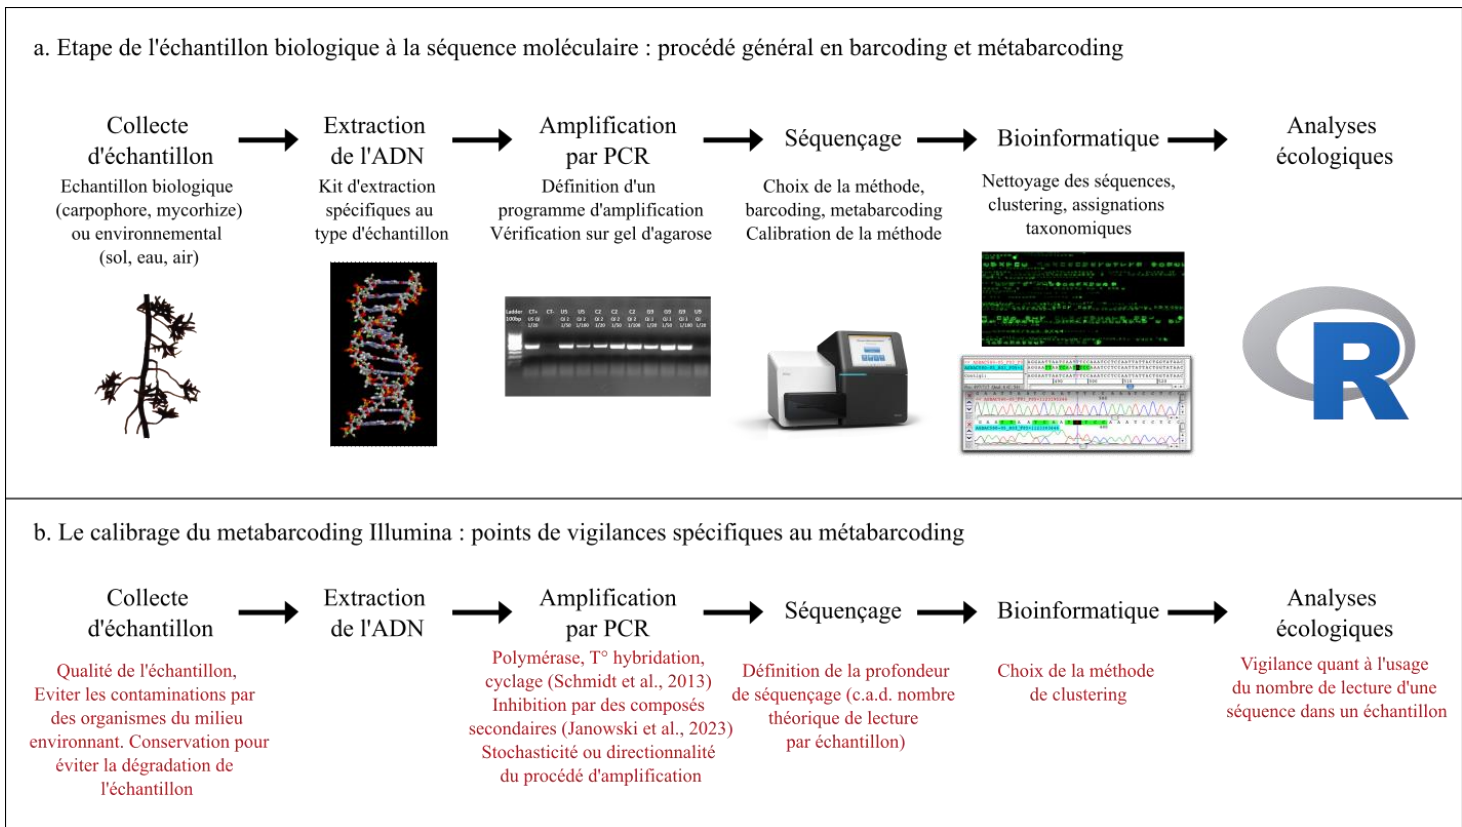 a. Etape de l'échantillon biologique à la séquence moléculaire : procédé général en barcoding et métabarcoding
Collecte
d'échantillon
Echantillon biologique
(carpophore, mycorhize)
ou environnemental
(sol, eau, air)
Extraction
de l'ADN
Kit d'extraction
spécifiques au
type d'échantillon
Amplification
par PCR
Définition d'un
programme d'amplification
Vérification sur gel d'agarose
Ladder
100bp
Séquençage
Choix de la méthode,
barcoding, metabarcoding
Calibration de la méthode
Bioinformatique
Nettoyage des séquences,
clustering, assignations
taxonomiques
Analyses
écologiques
R
b. Le calibrage du metabarcoding Illumina : points de vigilances spécifiques au métabarcoding
Collecte
d'échantillon
Qualité de l'échantillon,
Eviter les contaminations par
des organismes du milieu
environnant. Conservation pour
éviter la dégradation de
l'échantillon
Extraction
de l'ADN
Amplification
par PCR
Polymérase, T° hybridation,
cyclage (Schmidt et al., 2013)
Inhibition par des composés
secondaires (Janowski et al., 2023)
Stochasticité ou directionnalité
du procédé d'amplification
Séquençage
Définition de la profondeur
de séquençage (c.a.d. nombre
théorique de lecture
par échantillon)
Bioinformatique
Choix de la méthode
de clustering
Analyses
écologiques
Vigilance quant à l'usage
du nombre de lecture d'une
séquence dans un échantillon